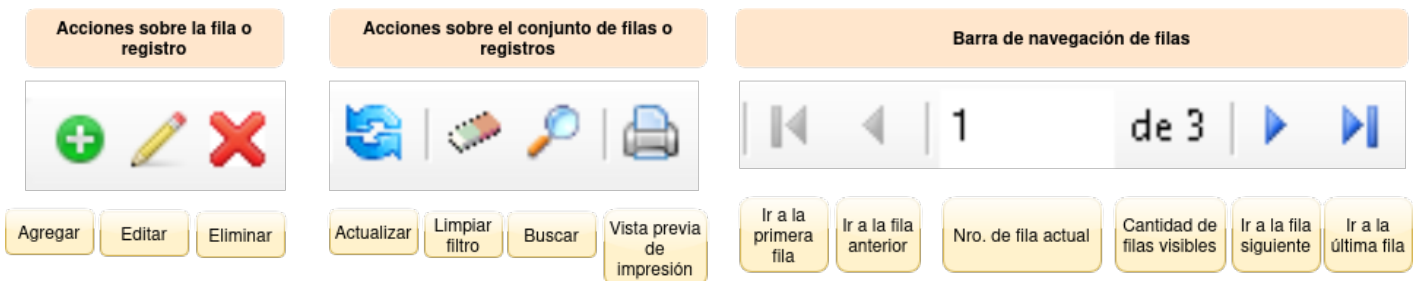 Acciones sobre la fila o
registro
Acciones sobre el conjunto de filas o
registros
Barra de navegación de filas
1
de 3
Agregar
Editar
Eliminar
Actualizar
Limpiar
filtro
Buscar
Vista previa
de
impresión
Ir a la
primera
fila
Ir a la fila
anterior
Nro. de fila actual
Cantidad de
filas visibles
Ir a la fila
siguiente
Ir a la
última fila